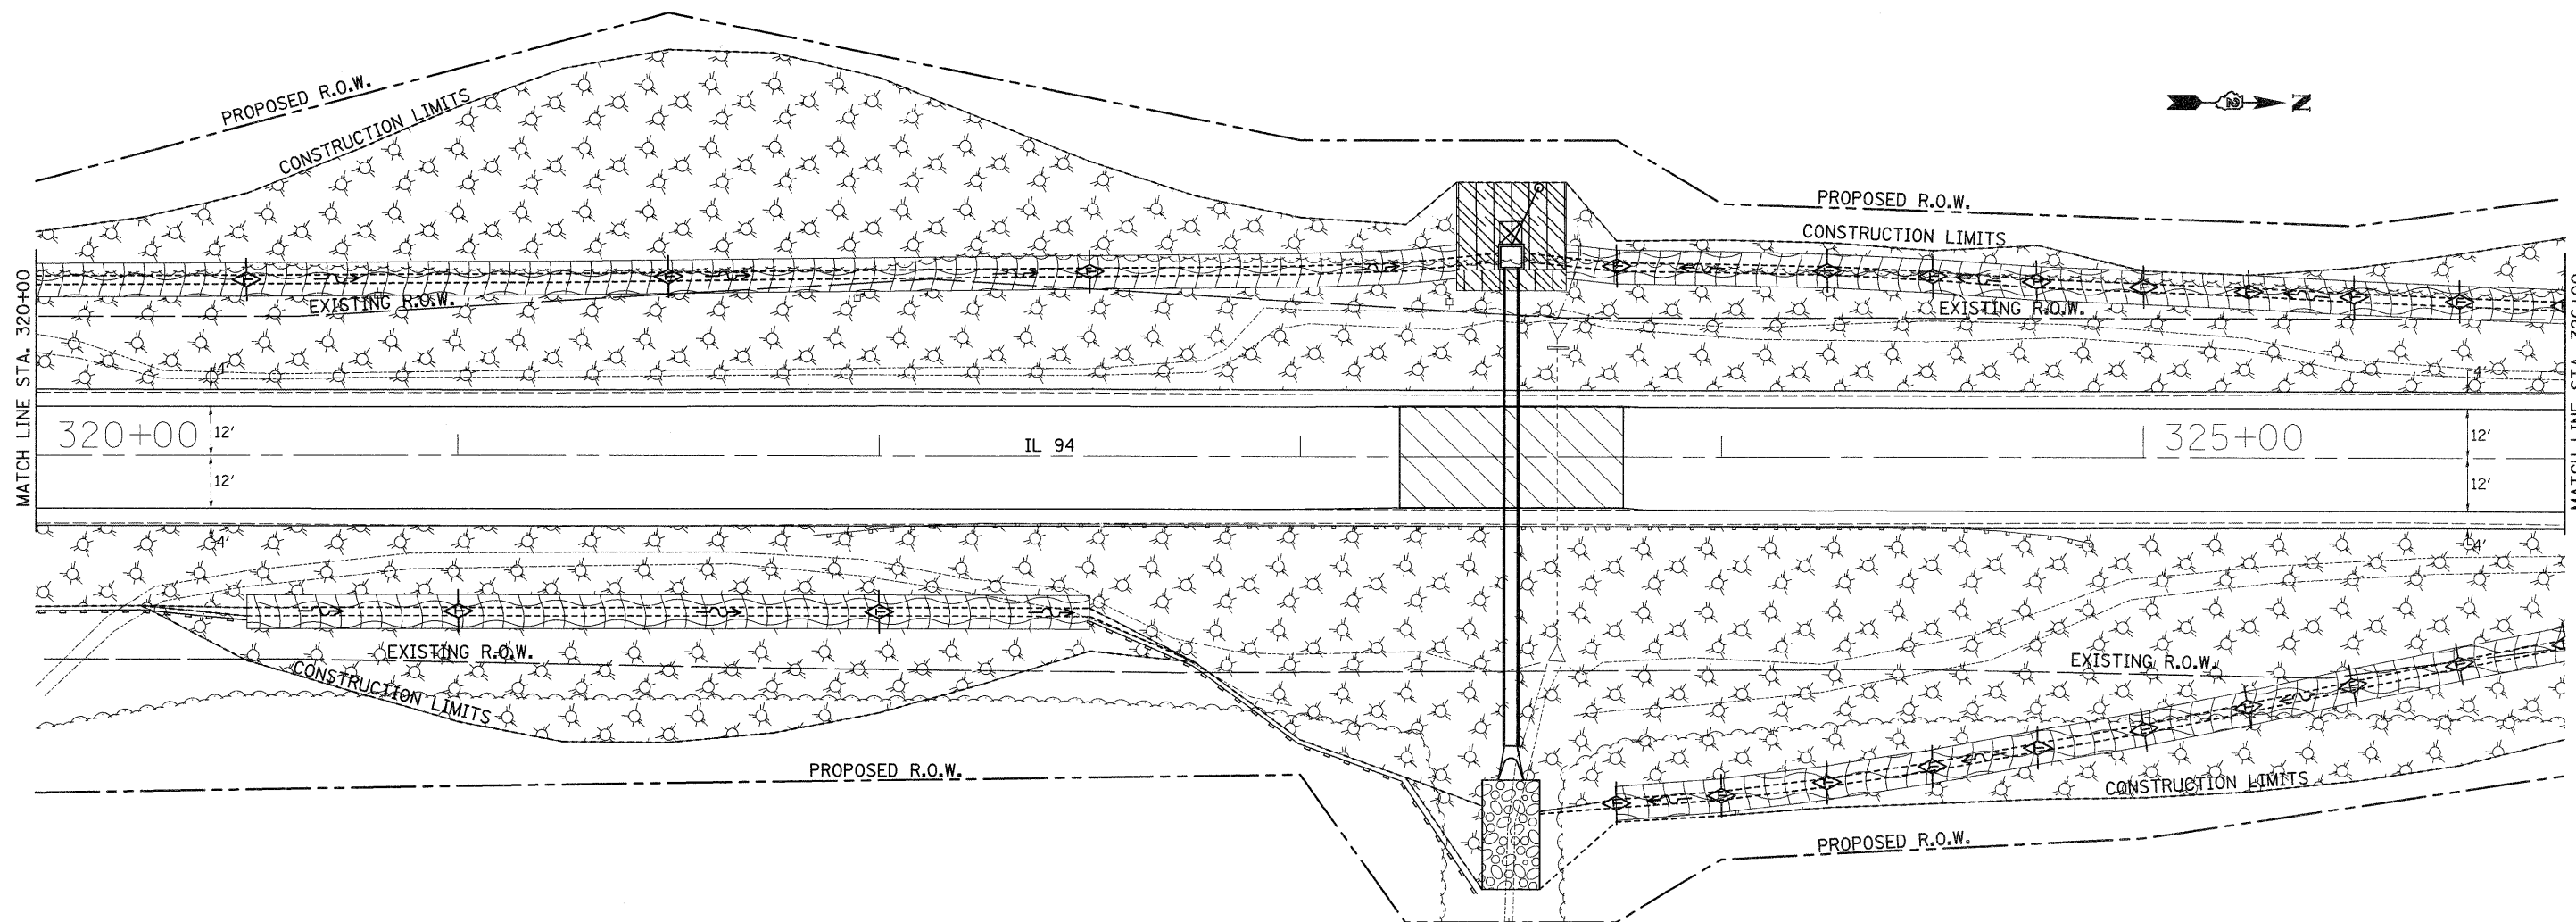 PROPOSED R.O.W.
CONSTRUCTION LIMITS
N
PROPOSED R.O.W.
CONSTRUCTION LIMITS
EXISTING R.O.W.
EXISTING R.O.W.
MATCH LINE STA. 320+00
4'
4'
320+00
12'
IL 94
325+00
12'
12'
12'
4'
4'
EXISTING R.O.W.
EXISTING R.O.W.
CONSTRUCTION LIMITS
PROPOSED R.O.W.
CONSTRUCTION LIMITS
PROPOSED R.O.W.